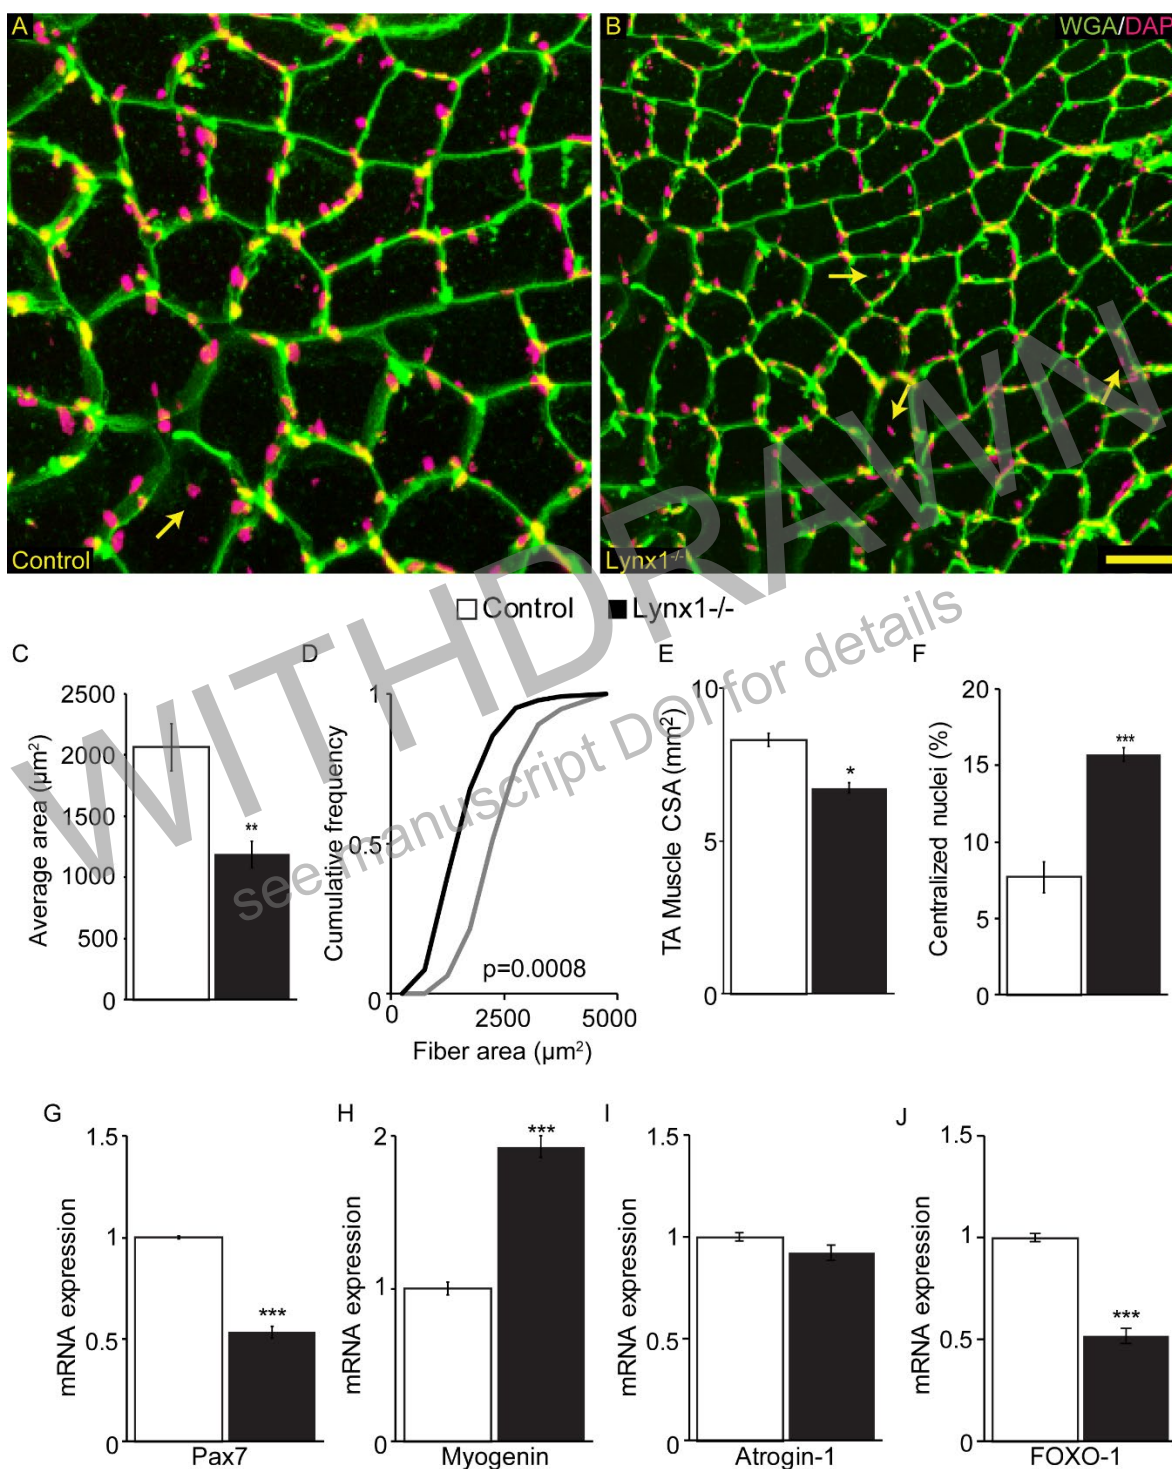 A
B
WGA/DAP
Control
Lynx1-/-
Control
Lynx1-/-
WITHDRAWN
see manuscript DOI for details
C
Average area (µm²)
2500
2000
1500
1000
500
0
**
D
Cumulative frequency
1
0.5
0
p=0.0008
0
2500
5000
Fiber area (µm²)
E
TA Muscle CSA (mm²)
10
5
0
*
F
Centralized nuclei (%)
20
15
10
5
0
***
G
mRNA expression
1.5
1
0.5
0
***
Pax7
H
mRNA expression
2
1
0
***
Myogenin
I
mRNA expression
1.5
1
0.5
0
Atrogin-1
J
mRNA expression
1.5
1
0.5
0
***
FOXO-1